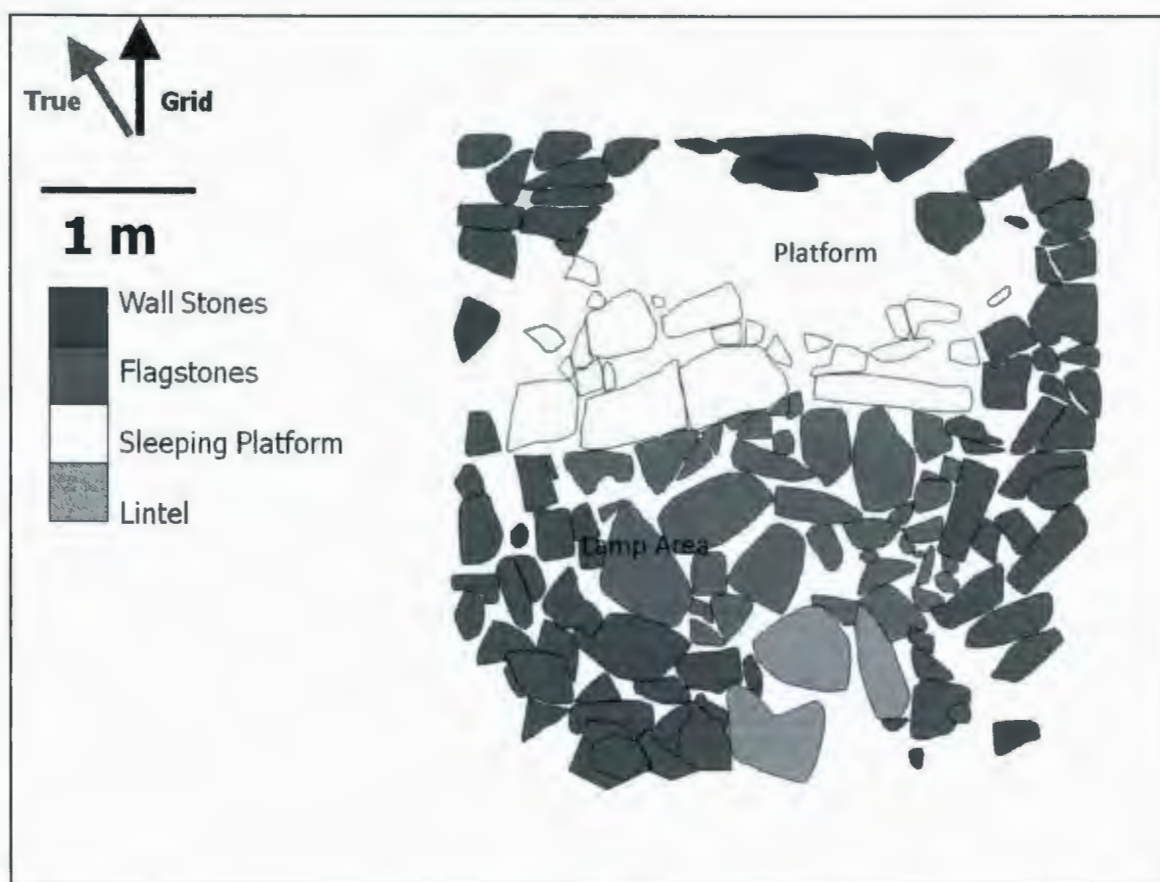 True Grid
1 m
Wall Stones
Flagstones
Sleeping Platform
Lintel
Platform
Lamp Area